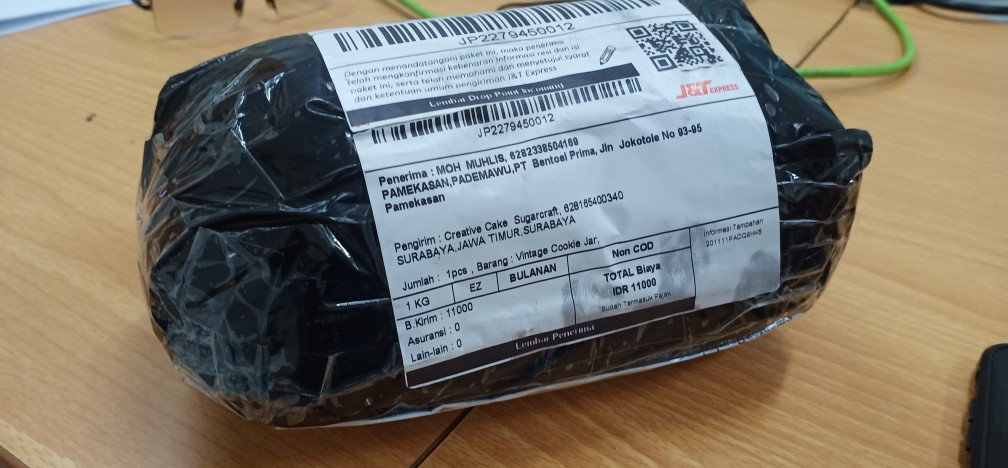 JP2279450012
Dengan menandatangani paket ini, maka penerima
telah mengkonfirmasi kebenaran informasi resi dan isi
paket ini, serta telah memahami dan menyetujui syarat
dan ketentuan umum pengiriman J&T Express
J&T EXPRESS
Lembar Drop Point Incoming
JP2279450012
Penerima : MOH MUHLIS, 6282338504169
PAMEKASAN,PADEMAWU,PT Bentoel Prima, Jln Jokotole No 93-95
Pamekasan
Pengirim : Creative Cake Sugarcraft, 628165400340
SURABAYA,JAWA TIMUR,SURABAYA
Jumlah : 1pcs , Barang : Vintage Cookie Jar,
Informasi Tambahan
1 KG EZ BULANAN Non COD
B.Kirim : 11000
TOTAL Biaya
Asuransi : 0
IDR 11000
Lain-lain : 0
Sudah Termasuk Pajak
Lembar Penerima